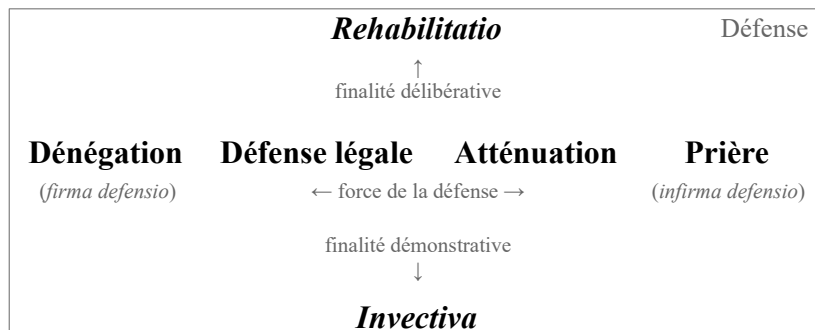 Rehabilitatio Défense
↑
finalité délibérative
Dénégation Défense légale Atténuation Prière
(firma defensio) ← force de la défense → (infirma defensio)
finalité démonstrative
↓
Invectiva